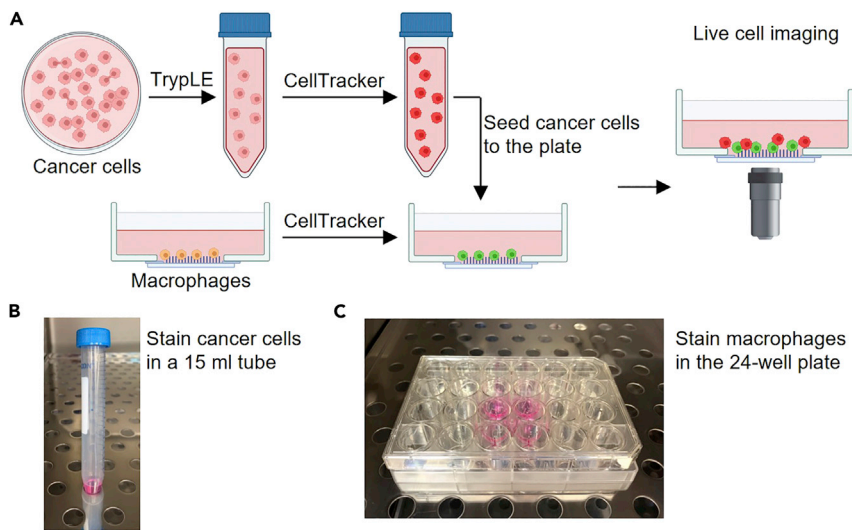 A
Live cell imaging
TrypLE
CellTracker
Seed cancer cells
to the plate
Cancer cells
CellTracker
Macrophages
B
Stain cancer cells
in a 15 ml tube
C
Stain macrophages
in the 24-well plate